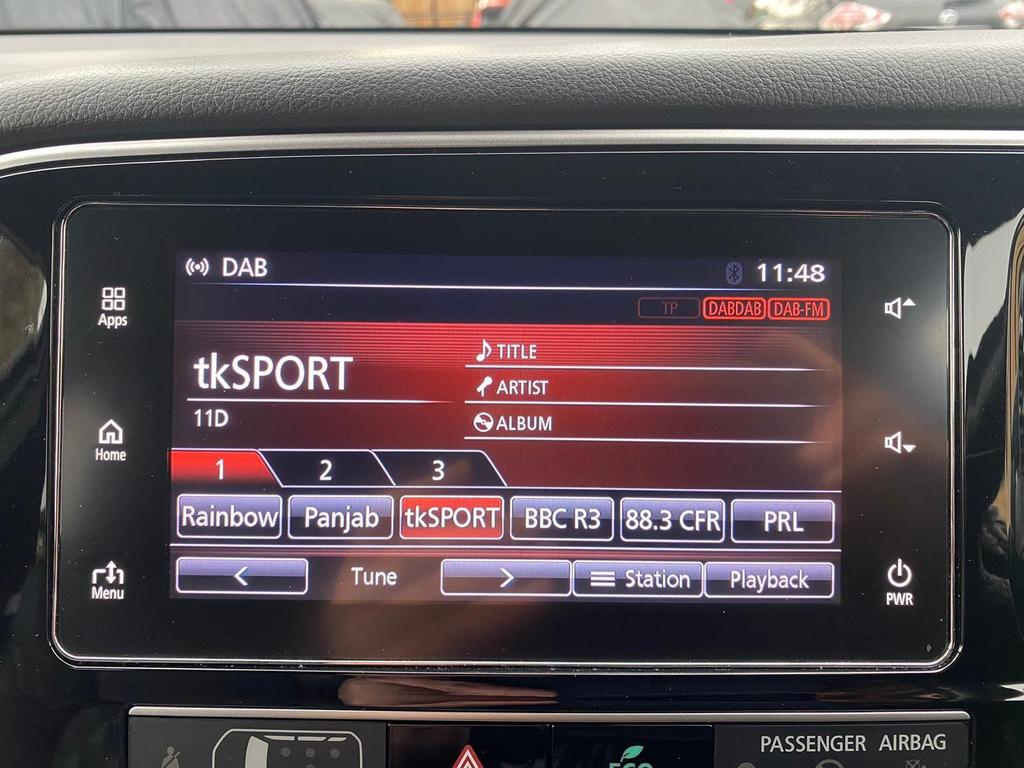 DAB 11:48
TP DABDAB DAB-FM
Apps
tkSPORT
TITLE
11D
ARTIST
ALBUM
Home
1 2 3
Rainbow Panjab tkSPORT BBC R3 88.3 CFR PRL
< Tune > Station Playback
Menu
PWR
ECO
PASSENGER AIRBAG